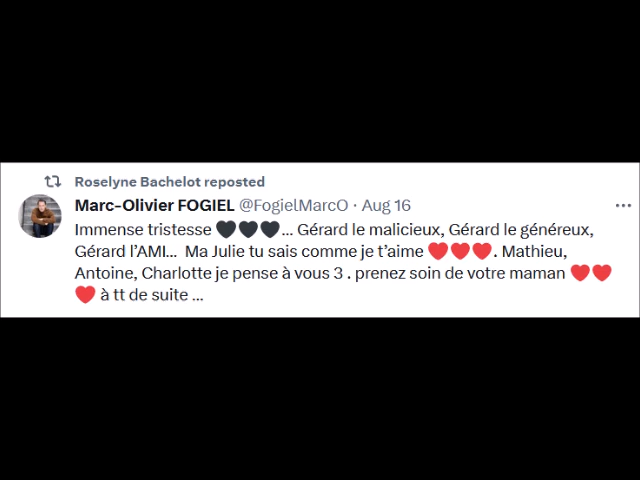 Roselyne Bachelot reposted
Marc-Olivier FOGIEL @FogielMarcO · Aug 16
Immense tristesse 🖤🖤🖤... Gérard le malicieux, Gérard le généreux,
Gérard l’AMI... Ma Julie tu sais comme je t’aime ❤️❤️❤️. Mathieu,
Antoine, Charlotte je pense à vous 3 . prenez soin de votre maman ❤️❤️
❤️ à tt de suite ...